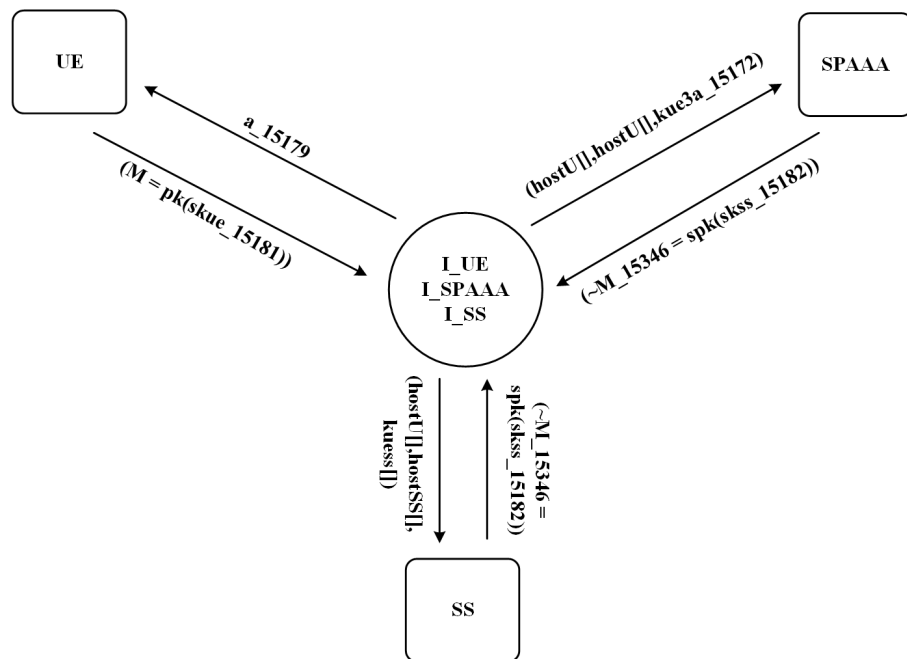 UE
SPAAA
a_15179
(M = pk(skue_15181))
(hostU[],hostU[],kue3a_15172)
(~M_15346 = spk(skss_15182))
I_UE
I_SPAAA
I_SS
(hostU[],hostSS[],
kuess[])
(~M_15346 =
spk(skss_15182))
SS